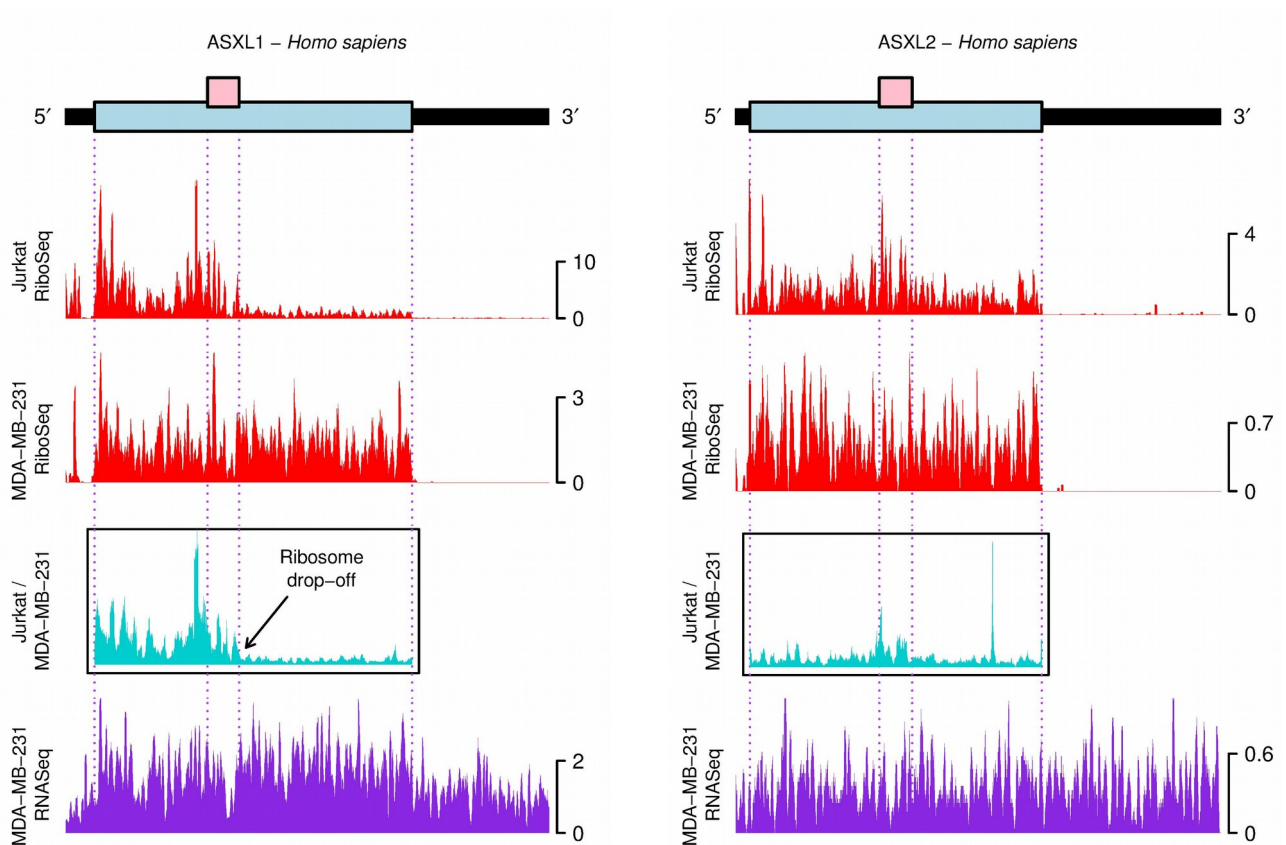 ASXL1 – Homo sapiens
5′ 3′
Jurkat
RiboSeq
10
0
MDA−MB−231
RiboSeq
3
0
Jurkat /
MDA−MB−231
Ribosome
drop−off
MDA−MB−231
RNASeq
2
0
ASXL2 – Homo sapiens
5′ 3′
Jurkat
RiboSeq
4
0
MDA−MB−231
RiboSeq
0.7
0
Jurkat /
MDA−MB−231
MDA−MB−231
RNASeq
0.6
0